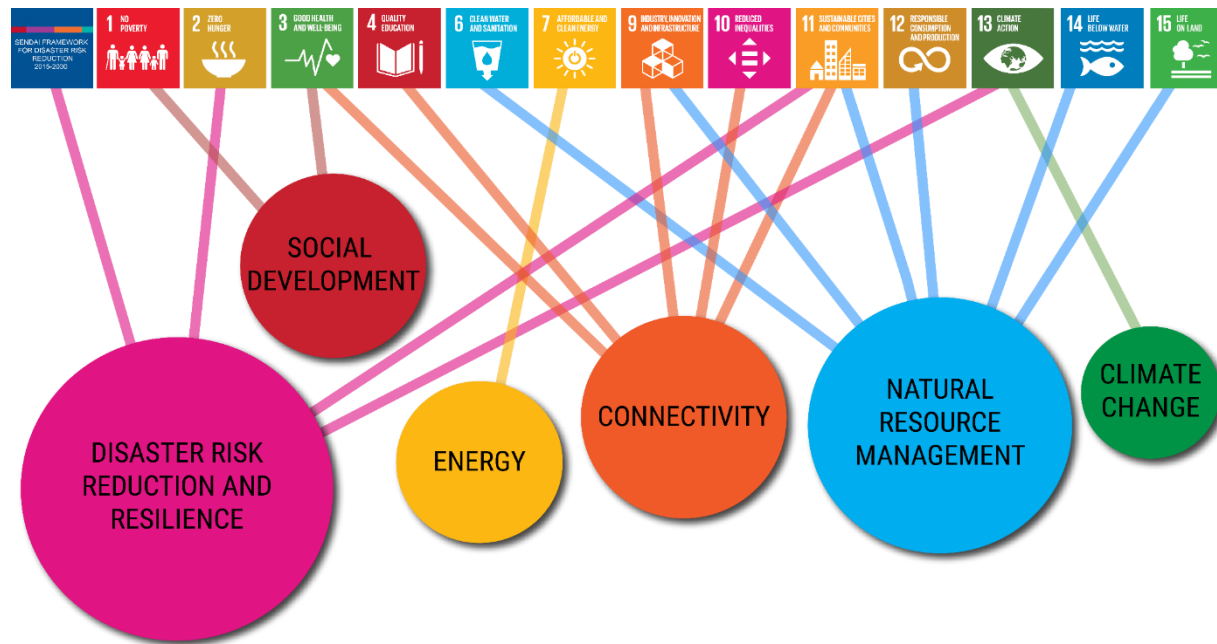 SENDAI FRAMEWORK
FOR DISASTER RISK
REDUCTION
2015-2030
1 NO
POVERTY
2 ZERO
HUNGER
3 GOOD HEALTH
AND WELL-BEING
4 QUALITY
EDUCATION
6 CLEAN WATER
AND SANITATION
7 AFFORDABLE AND
CLEAN ENERGY
9 INDUSTRY, INNOVATION
AND INFRASTRUCTURE
10 REDUCED
INEQUALITIES
11 SUSTAINABLE CITIES
AND COMMUNITIES
12 RESPONSIBLE
CONSUMPTION
AND PRODUCTION
13 CLIMATE
ACTION
14 LIFE
BELOW WATER
15 LIFE
ON LAND
SOCIAL
DEVELOPMENT
DISASTER RISK
REDUCTION AND
RESILIENCE
ENERGY
CONNECTIVITY
NATURAL
RESOURCE
MANAGEMENT
CLIMATE
CHANGE